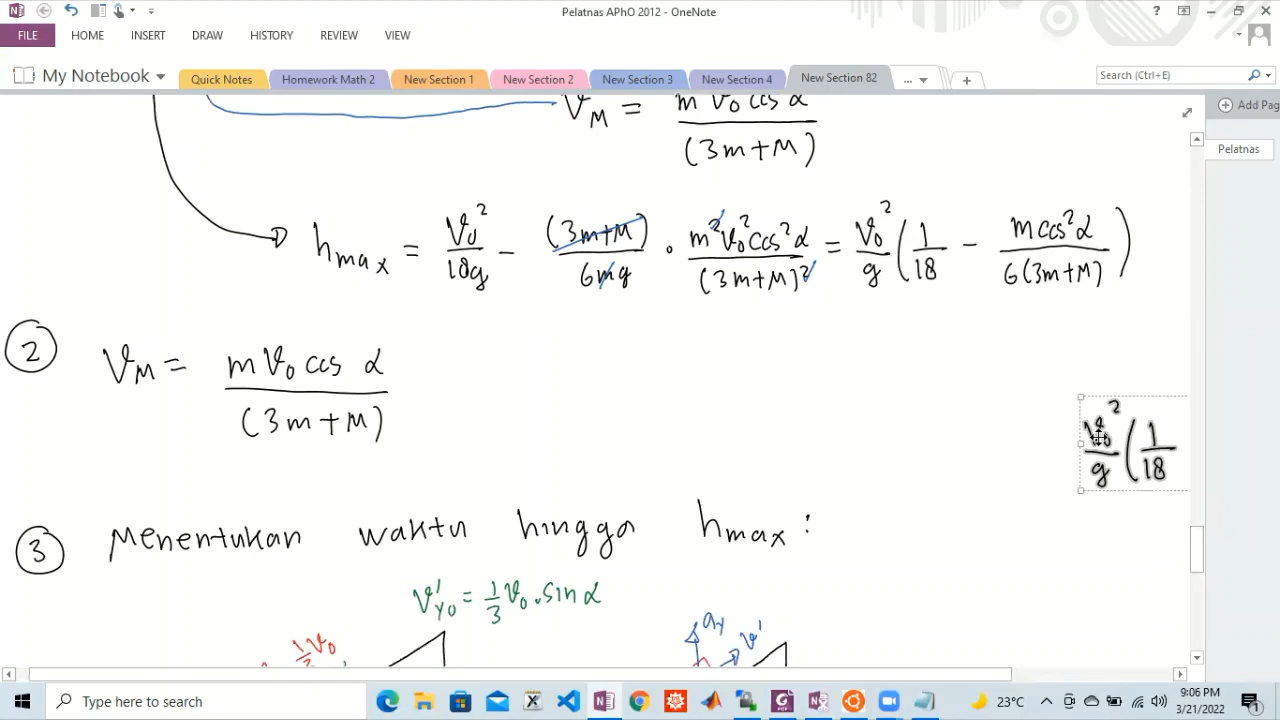 Pelatnas APhO 2012 - OneNote
FILE HOME INSERT DRAW HISTORY REVIEW VIEW
My Notebook Quick Notes Homework Math 2 New Section 1 New Section 2 New Section 3 New Section 4 New Section 82 ... Search (Ctrl+E)
Add Pag
Pelatnas
V_M = m v_0 cos α / (3m+M)
h_max = v_0^2 / 18g - (3m+M) / 6mg · m^2 v_0^2 cos^2 α / (3m+M)^2 = v_0^2 / g ( 1/18 - m cos^2 α / 6(3m+M) )
2 V_M = m v_0 cos α / (3m+M)
v_0^2 / g ( 1/18
3 Menentukan waktu hingga h_max :
V'_yo = 1/3 v_0 . sin α
1/3 v_0
a_y v'
Type here to search 23°C 9:06 PM
3/21/2022